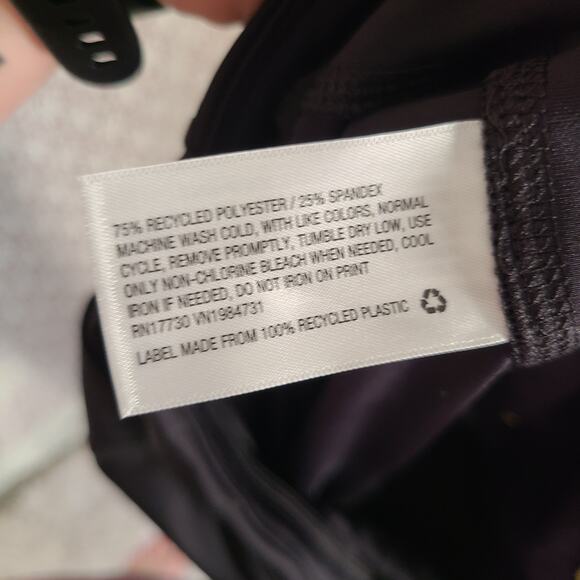 75% RECYCLED POLYESTER / 25% SPANDEX
MACHINE WASH COLD, WITH LIKE COLORS, NORMAL
CYCLE, REMOVE PROMPTLY, TUMBLE DRY LOW, USE
ONLY NON-CHLORINE BLEACH WHEN NEEDED, COOL
IRON IF NEEDED, DO NOT IRON ON PRINT
RN17730 VN1984731
LABEL MADE FROM 100% RECYCLED PLASTIC